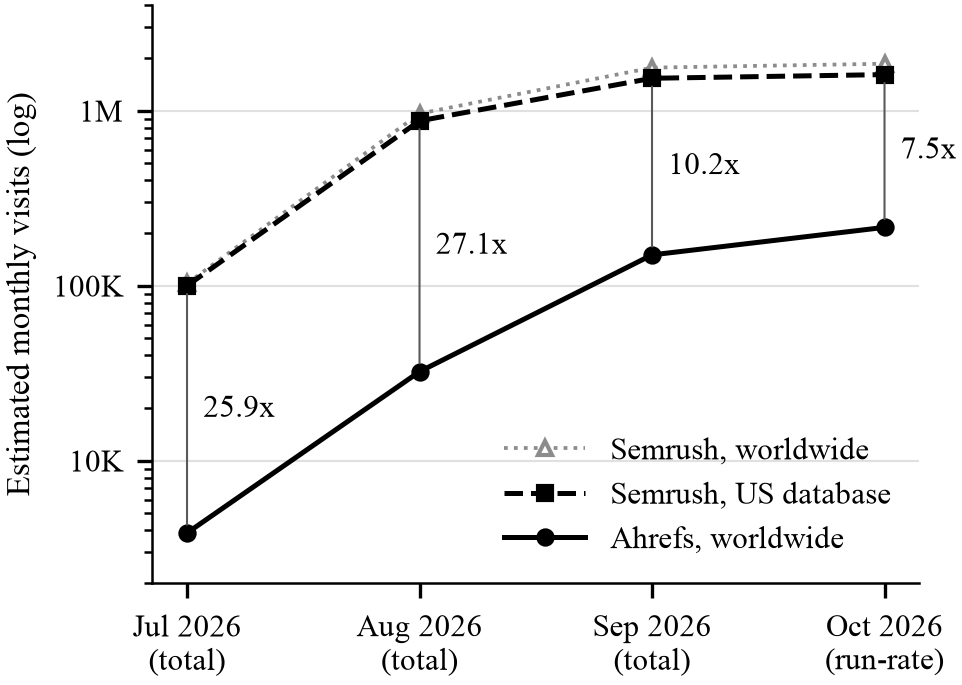 Estimated monthly visits (log)
1M
100K
10K
25.9x
27.1x
10.2x
7.5x
Semrush, worldwide
Semrush, US database
Ahrefs, worldwide
Jul 2026
(total)
Aug 2026
(total)
Sep 2026
(total)
Oct 2026
(run-rate)